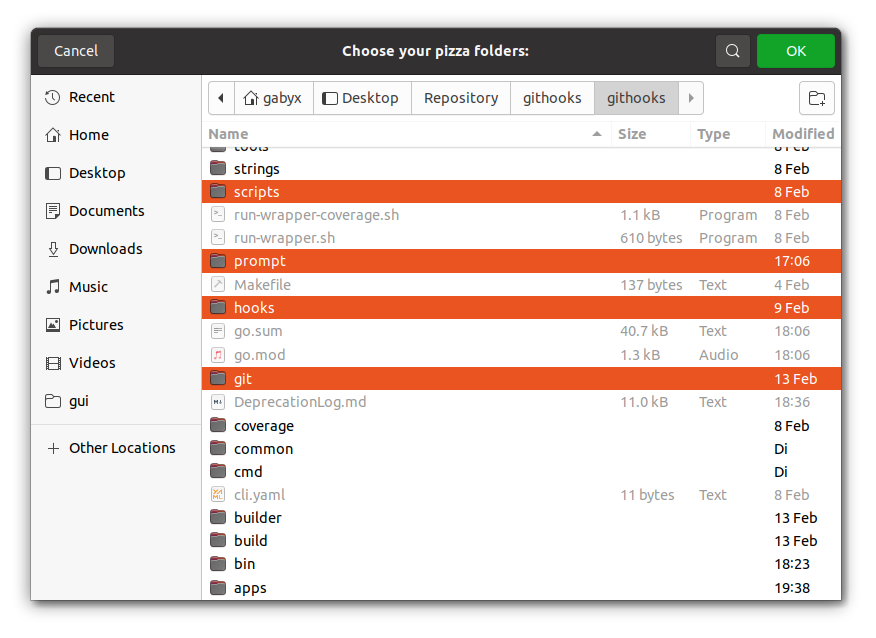 Cancel Choose your pizza folders: OK
Recent
Home
Desktop
Documents
Downloads
Music
Pictures
Videos
gui
Other Locations
gabyx Desktop Repository githooks githooks
Name Size Type Modified
tools 8 Feb
strings 8 Feb
scripts 8 Feb
run-wrapper-coverage.sh 1.1 kB Program 8 Feb
run-wrapper.sh 610 bytes Program 8 Feb
prompt 17:06
Makefile 137 bytes Text 4 Feb
hooks 9 Feb
go.sum 40.7 kB Text 18:06
go.mod 1.3 kB Audio 18:06
git 13 Feb
DeprecationLog.md 11.0 kB Text 18:36
coverage 8 Feb
common Di
cmd Di
cli.yaml 11 bytes Text 8 Feb
builder 13 Feb
build 13 Feb
bin 18:23
apps 19:38